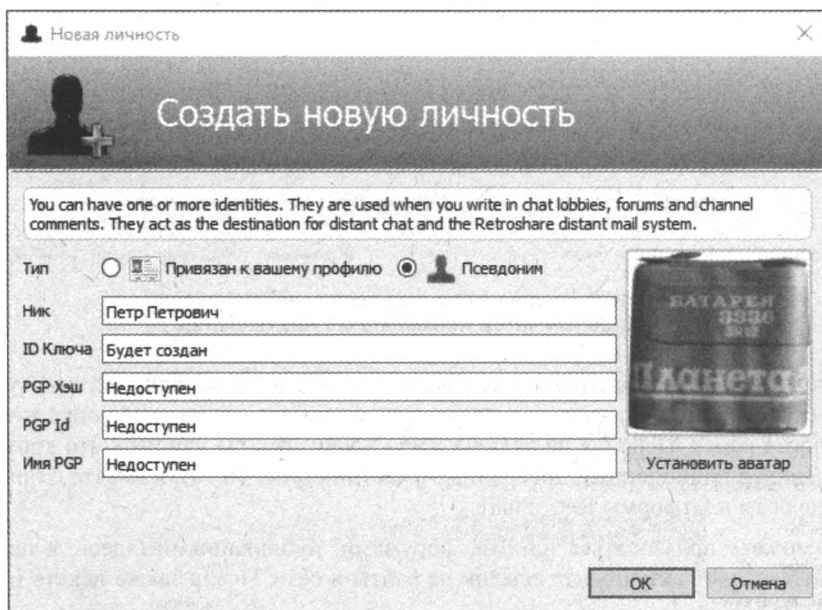 Новая личность
Создать новую личность
You can have one or more identities. They are used when you write in chat lobbies, forums and channel
comments. They act as the destination for distant chat and the Retroshare distant mail system.
Тип Привязан к вашему профилю Псевдоним
Ник Петр Петрович
ID Ключа Будет создан
PGP Хэш Недоступен
PGP Id Недоступен
Имя PGP Недоступен
БАТАРЕЯ
3336
Планета
Установить аватар
OK Отмена